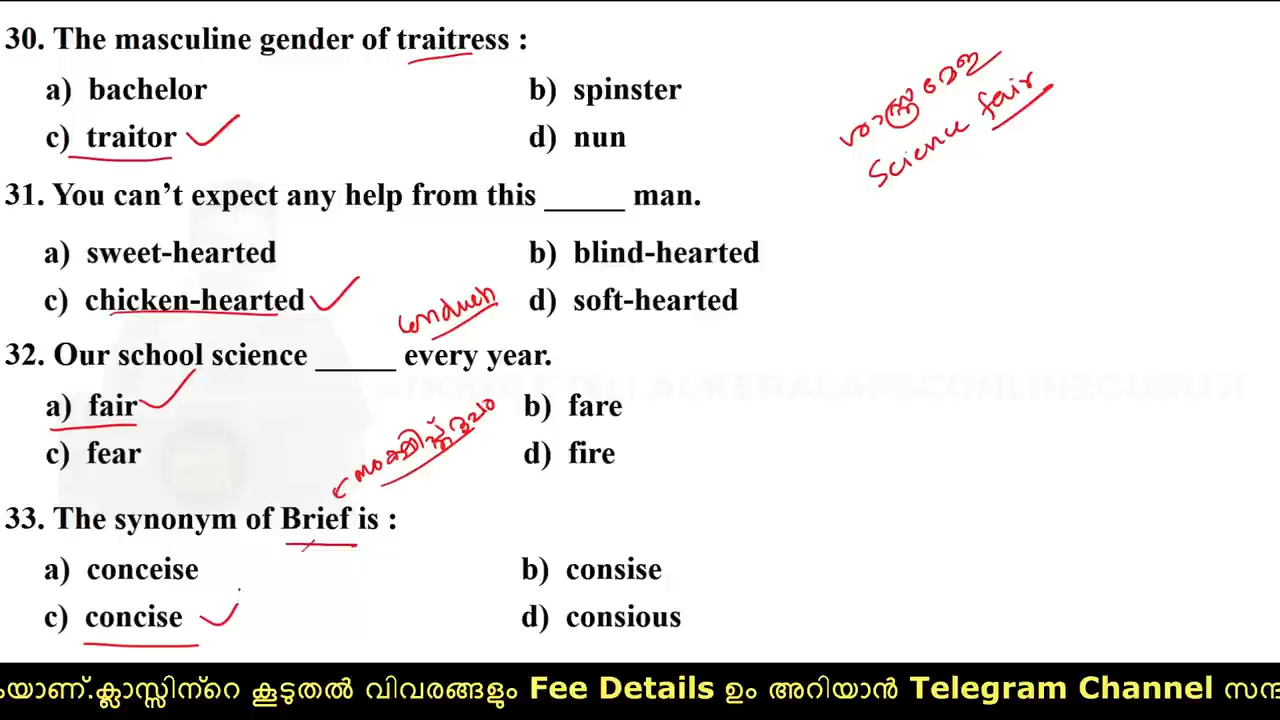 30. The masculine gender of traitress :
a) bachelor b) spinster
c) traitor d) nun
ശാസ്ത്രമേള
Science fair
31. You can’t expect any help from this _____ man.
a) sweet-hearted b) blind-hearted
c) chicken-hearted d) soft-hearted
32. Our school science _____ every year.
a) fair b) fare
c) fear d) fire
33. The synonym of Brief is :
a) conceise b) consise
c) concise d) consious
കയാണ്.ക്ലാസ്സിന്റെ കൂടുതൽ വിവരങ്ങളും Fee Details ഉം അറിയാൻ Telegram Channel